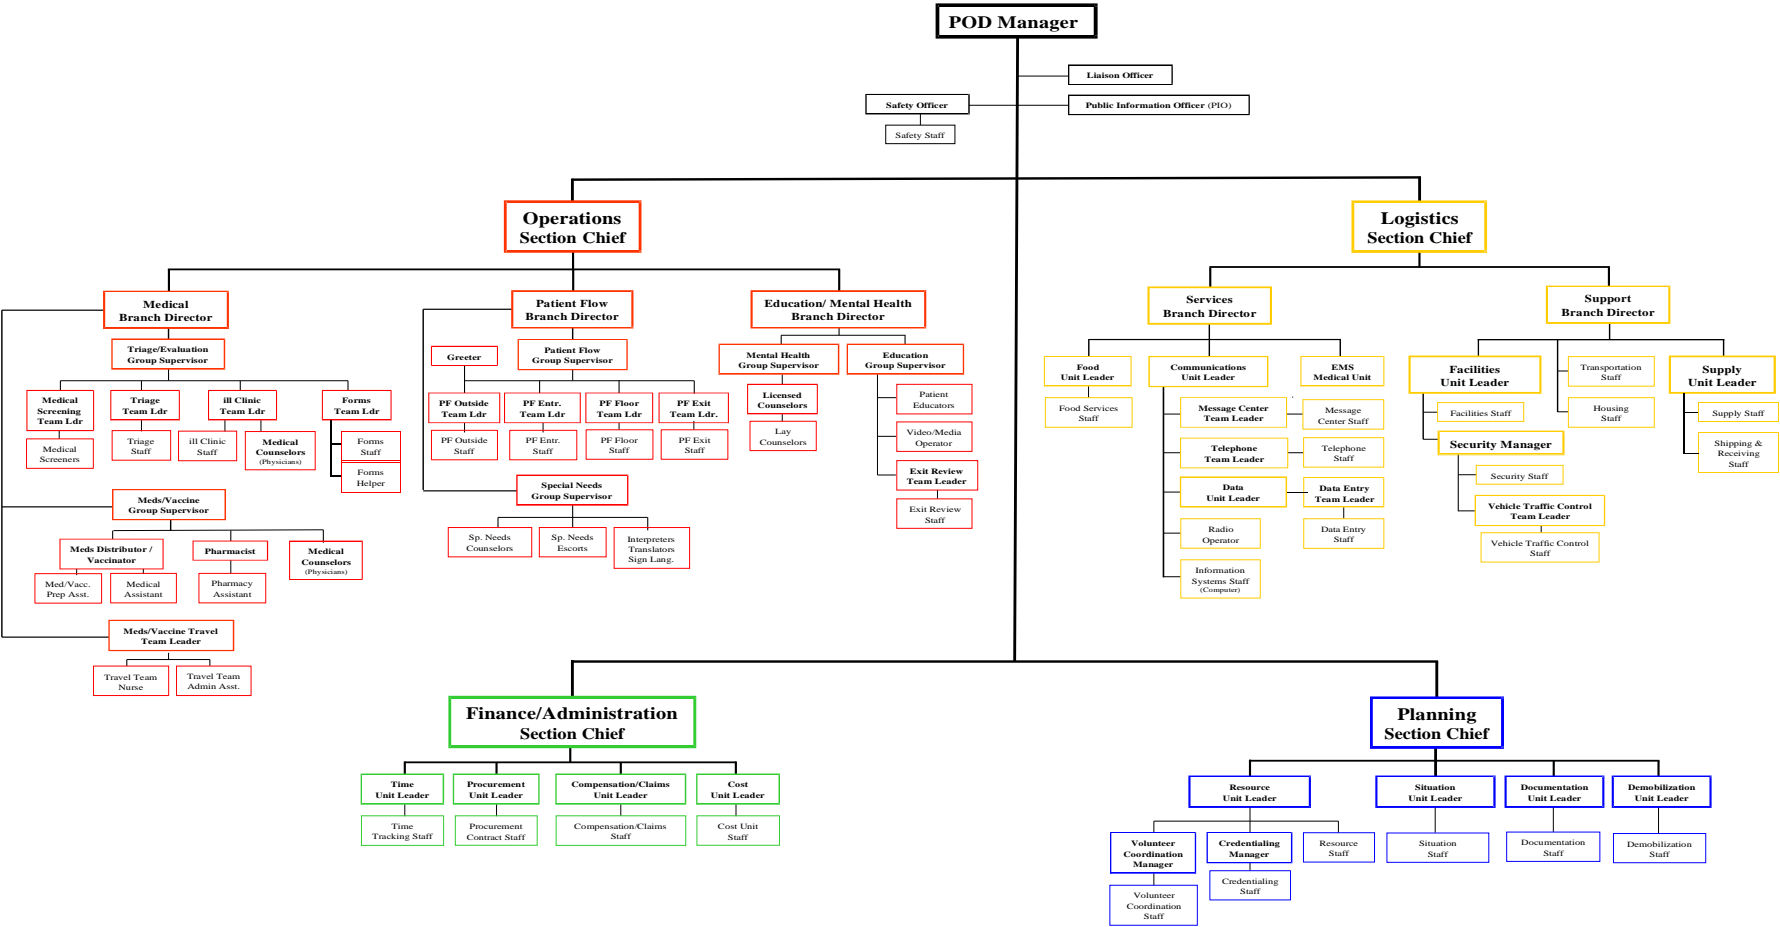 POD Manager
Liaison Officer
Safety Officer
Public Information Officer (PIO)
Safety Staff
Operations
Section Chief
Logistics
Section Chief
Medical
Branch Director
Patient Flow
Branch Director
Education/ Mental Health
Branch Director
Services
Branch Director
Support
Branch Director
Triage/Evaluation
Group Supervisor
Greeter
Patient Flow
Group Supervisor
Mental Health
Group Supervisor
Education
Group Supervisor
Food
Unit Leader
Communications
Unit Leader
EMS
Medical Unit
Facilities
Unit Leader
Transportation
Staff
Supply
Unit Leader
Medical
Screening
Team Ldr
Triage
Team Ldr
ill Clinic
Team Ldr
Forms
Team Ldr
PF Outside
Team Ldr
PF Entr.
Team Ldr
PF Floor
Team Ldr
PF Exit
Team Ldr.
Licensed
Counselors
Patient
Educators
Food Services
Staff
Message Center
Team Leader
Message
Center Staff
Facilities Staff
Housing
Staff
Supply Staff
Medical
Screeners
Triage
Staff
ill Clinic
Staff
Medical
Counselors
(Physicians)
Forms
Staff
Forms
Helper
PF Outside
Staff
PF Entr.
Staff
PF Floor
Staff
PF Exit
Staff
Lay
Counselors
Video/Media
Operator
Telephone
Team Leader
Telephone
Staff
Security Manager
Shipping &
Receiving
Staff
Exit Review
Team Leader
Security Staff
Meds/Vaccine
Group Supervisor
Special Needs
Group Supervisor
Exit Review
Staff
Data
Unit Leader
Data Entry
Team Leader
Vehicle Traffic Control
Team Leader
Meds Distributor /
Vaccinator
Pharmacist
Medical
Counselors
(Physicians)
Sp. Needs
Counselors
Sp. Needs
Escorts
Interpreters
Translators
Sign Lang.
Radio
Operator
Data Entry
Staff
Vehicle Traffic Control
Staff
Med/Vacc.
Prep Asst.
Medical
Assistant
Pharmacy
Assistant
Information
Systems Staff
(Computer)
Meds/Vaccine Travel
Team Leader
Travel Team
Nurse
Travel Team
Admin Asst.
Finance/Administration
Section Chief
Planning
Section Chief
Time
Unit Leader
Procurement
Unit Leader
Compensation/Claims
Unit Leader
Cost
Unit Leader
Resource
Unit Leader
Situation
Unit Leader
Documentation
Unit Leader
Demobilization
Unit Leader
Time
Tracking Staff
Procurement
Contract Staff
Compensation/Claims
Staff
Cost Unit
Staff
Volunteer
Coordination
Manager
Credentialing
Manager
Resource
Staff
Situation
Staff
Documentation
Staff
Demobilization
Staff
Volunteer
Coordination
Staff
Credentialing
Staff